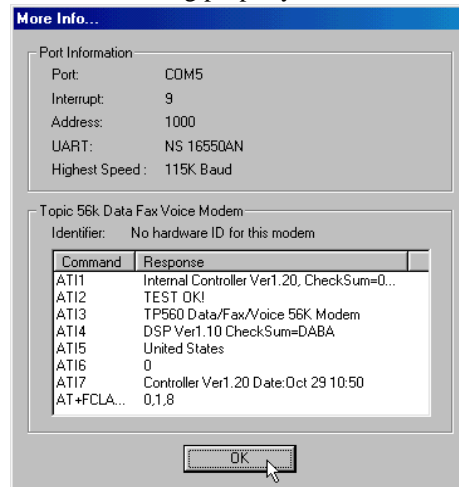 More Info...
Port Information
Port: COM5
Interrupt: 9
Address: 1000
UART: NS 16550AN
Highest Speed : 115K Baud
Topic 56k Data Fax Voice Modem
Identifier: No hardware ID for this modem
Command Response
ATI1 Internal Controller Ver1.20, CheckSum=0...
ATI2 TEST OK!
ATI3 TP560 Data/Fax/Voice 56K Modem
ATI4 DSP Ver1.10 CheckSum=DABA
ATI5 United States
ATI6 0
ATI7 Controller Ver1.20 Date:Oct 29 10:50
AT+FCLA... 0,1,8
OK